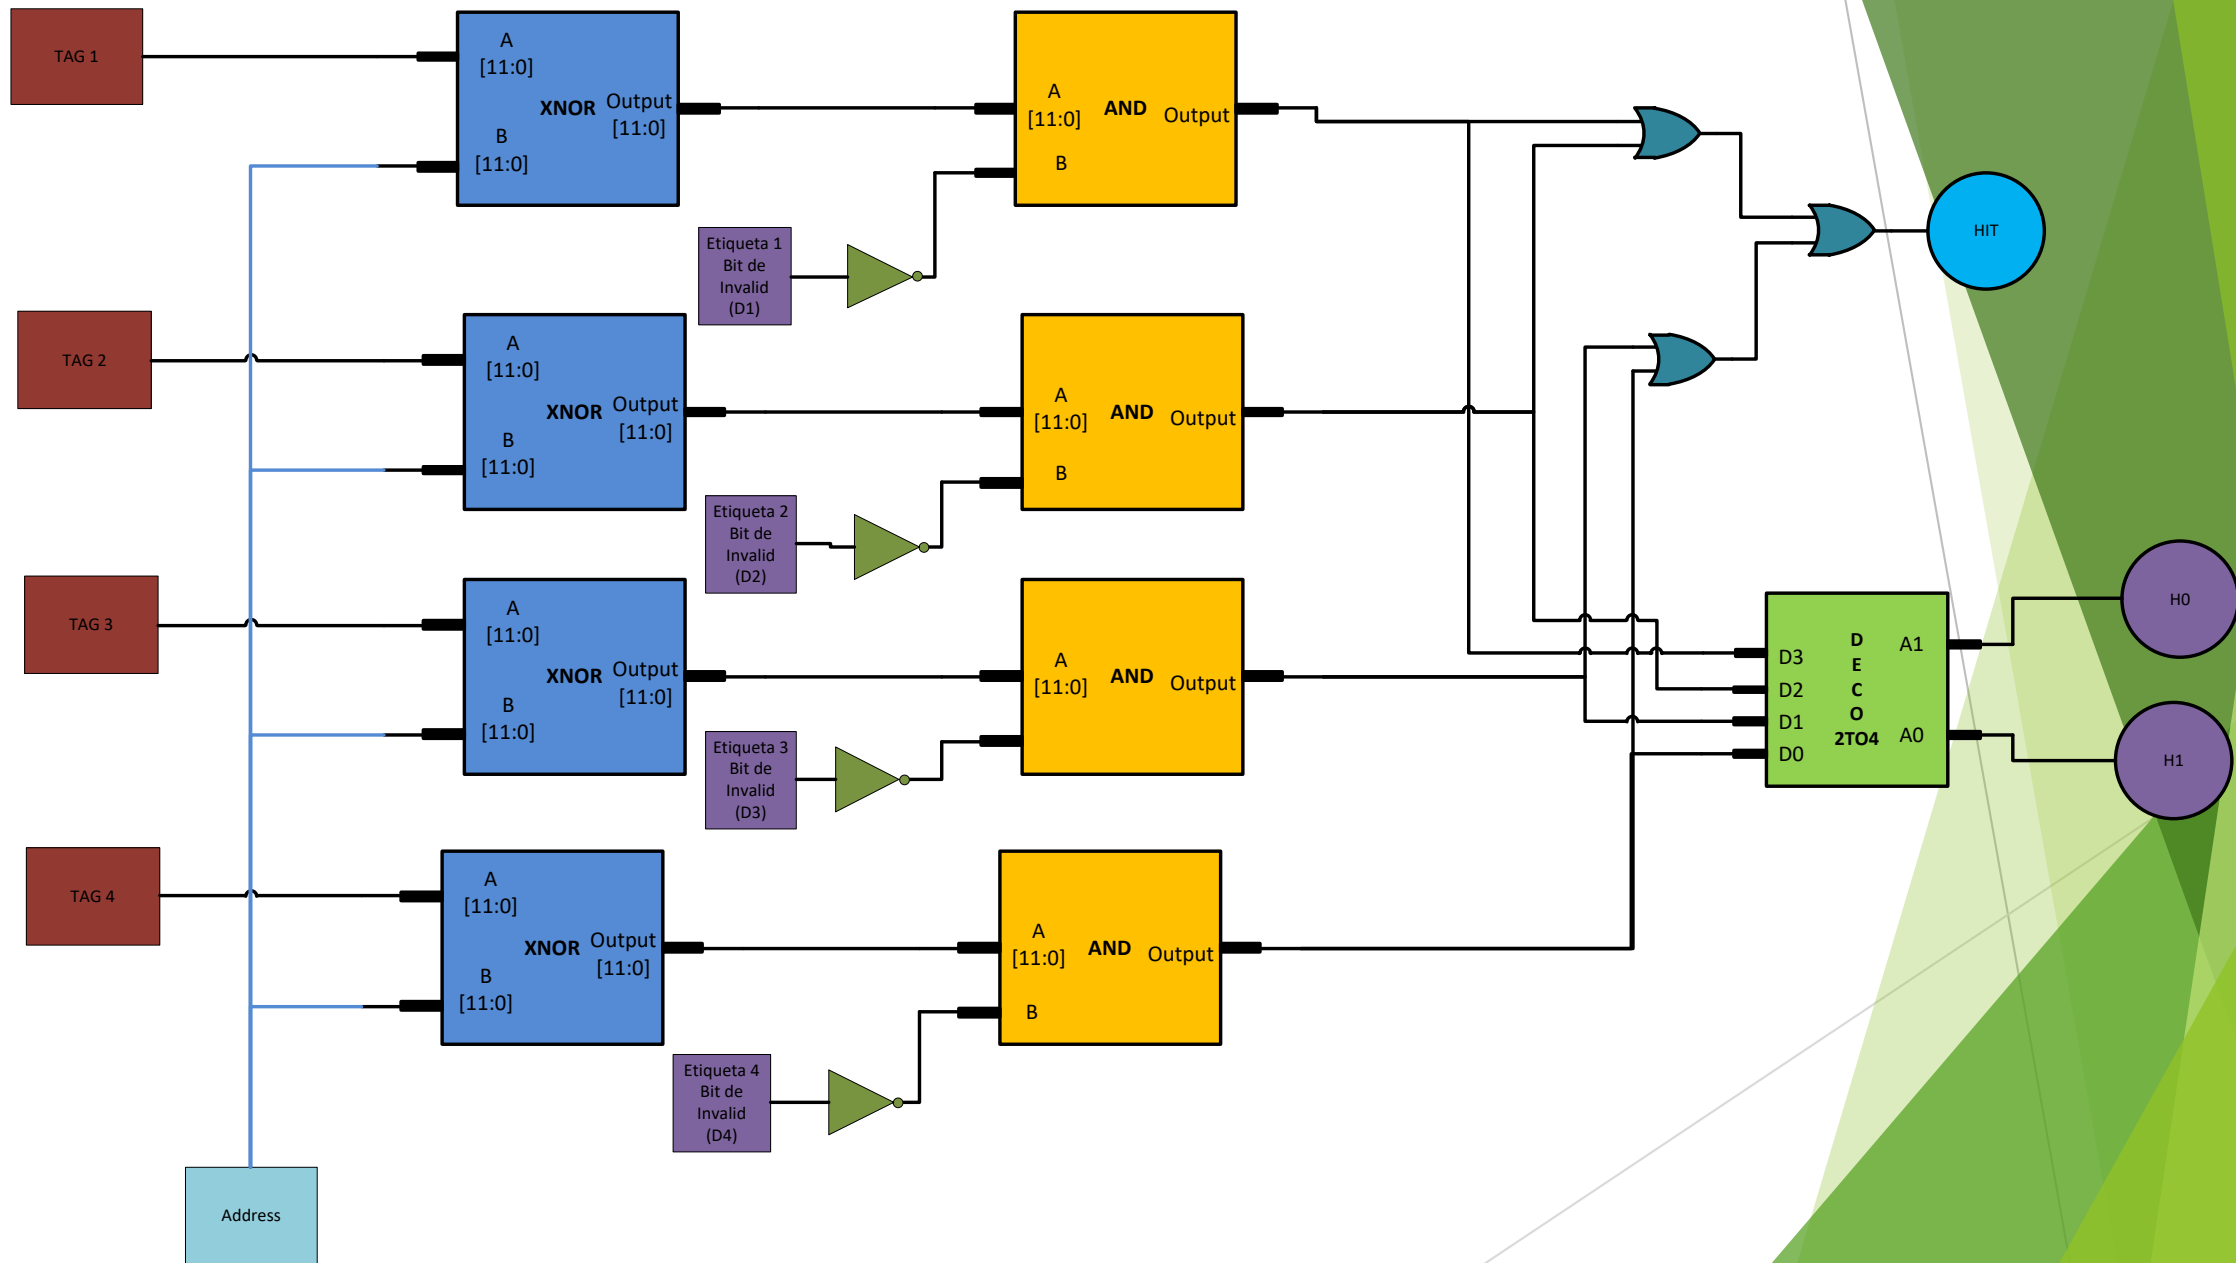 TAG 1
A
[11:0]
XNOR
Output
[11:0]
B
[11:0]
A
[11:0]
AND
Output
B
Etiqueta 1
Bit de
Invalid
(D1)
HIT
TAG 2
A
[11:0]
XNOR
Output
[11:0]
B
[11:0]
A
[11:0]
AND
Output
B
Etiqueta 2
Bit de
Invalid
(D2)
TAG 3
A
[11:0]
XNOR
Output
[11:0]
B
[11:0]
A
[11:0]
AND
Output
Etiqueta 3
Bit de
Invalid
(D3)
D3
D2
D1
D0
D
E
C
O
2TO4
A1
A0
H0
H1
TAG 4
A
[11:0]
XNOR
Output
[11:0]
B
[11:0]
A
[11:0]
AND
Output
B
Etiqueta 4
Bit de
Invalid
(D4)
Address